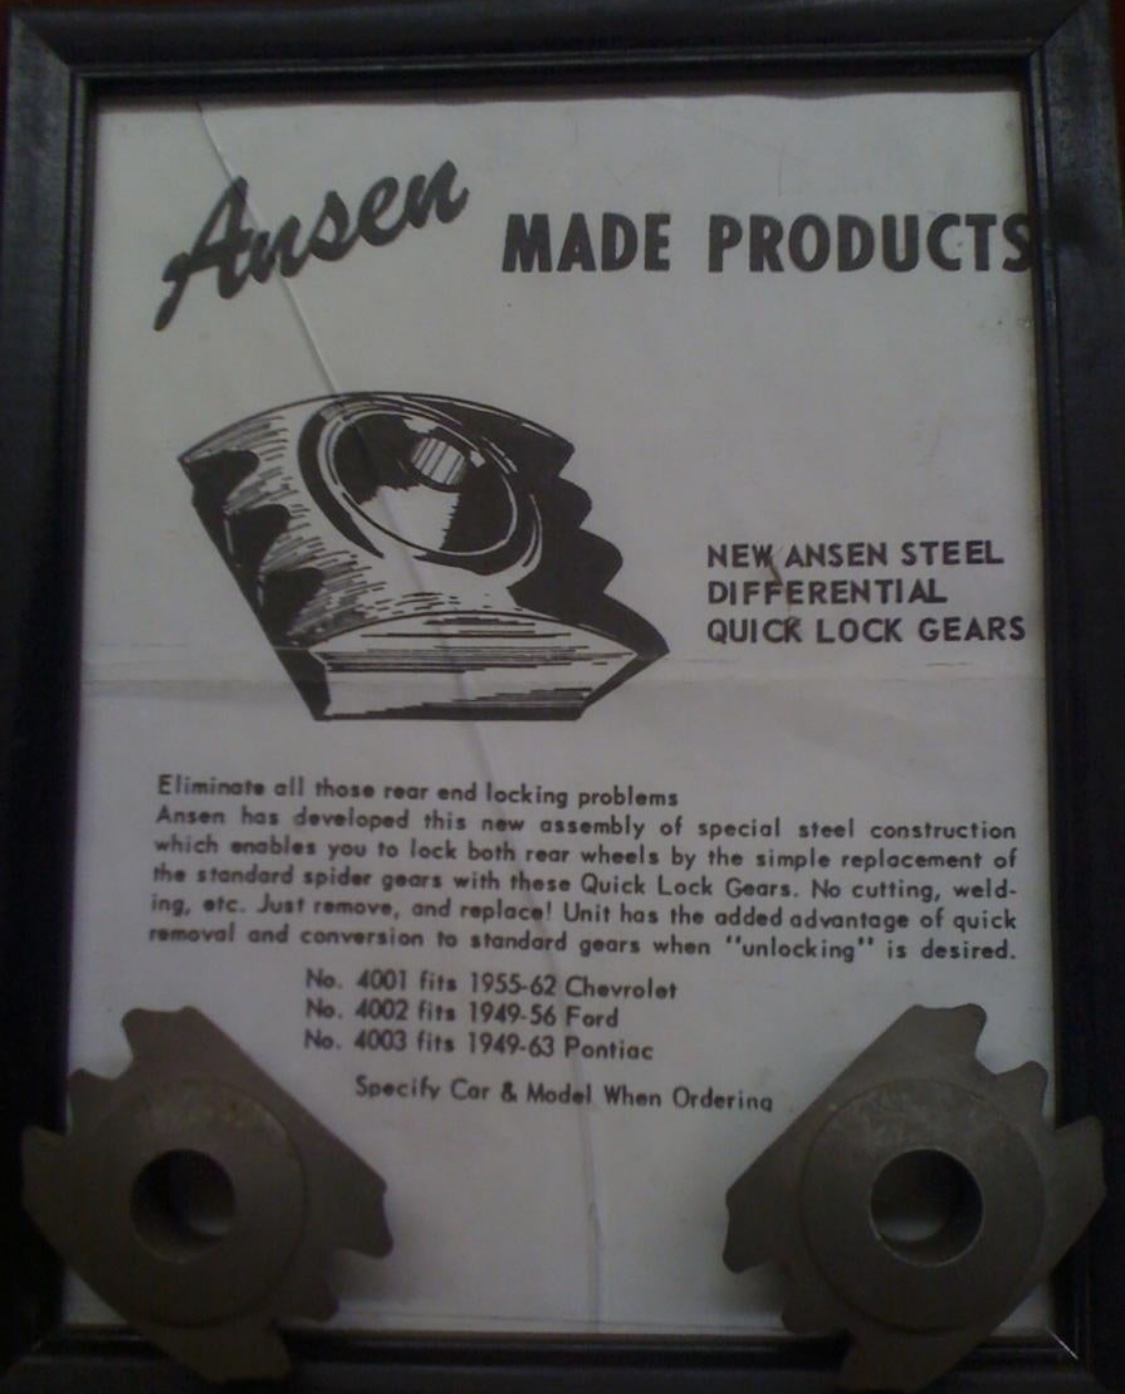 Ansen MADE PRODUCTS
NEW ANSEN STEEL
DIFFERENTIAL
QUICK LOCK GEARS
Eliminate all those rear end locking problems
Ansen has developed this new assembly of special steel construction
which enables you to lock both rear wheels by the simple replacement of
the standard spider gears with these Quick Lock Gears. No cutting, weld-
ing, etc. Just remove, and replace! Unit has the added advantage of quick
removal and conversion to standard gears when "unlocking" is desired.
No. 4001 fits 1955-62 Chevrolet
No. 4002 fits 1949-56 Ford
No. 4003 fits 1949-63 Pontiac
Specify Car & Model When Ordering